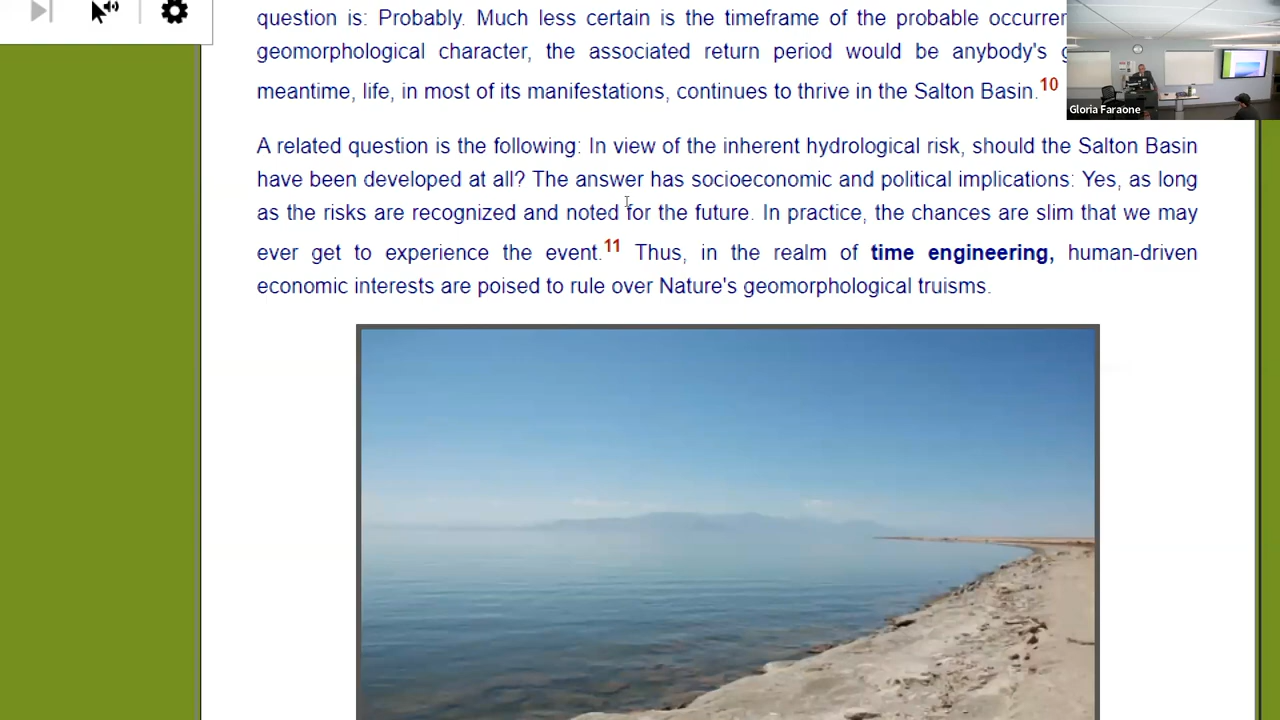 question is: Probably. Much less certain is the timeframe of the probable
geomorphological character, the associated return period would be anybody's
meantime, life, in most of its manifestations, continues to thrive in the Salton Basin.10
Gloria Faraone
A related question is the following: In view of the inherent hydrological risk, should the Salton Basin
have been developed at all? The answer has socioeconomic and political implications: Yes, as long
as the risks are recognized and noted for the future. In practice, the chances are slim that we may
ever get to experience the event.11 Thus, in the realm of time engineering, human-driven
economic interests are poised to rule over Nature's geomorphological truisms.